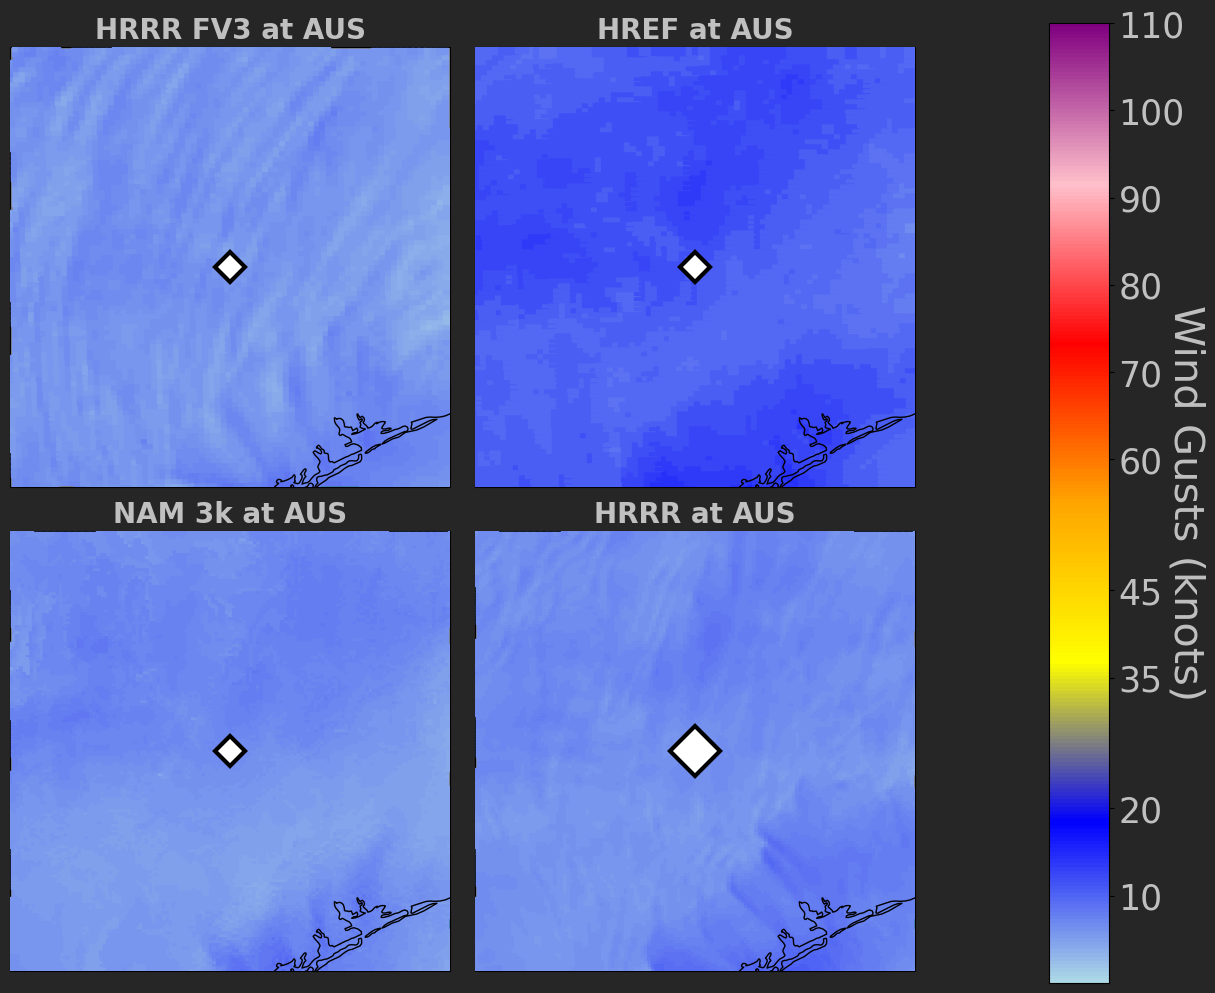 HRRR FV3 at AUS
HREF at AUS
NAM 3k at AUS
HRRR at AUS
110
100
90
80
70
60
45
35
20
10
Wind Gusts (knots)